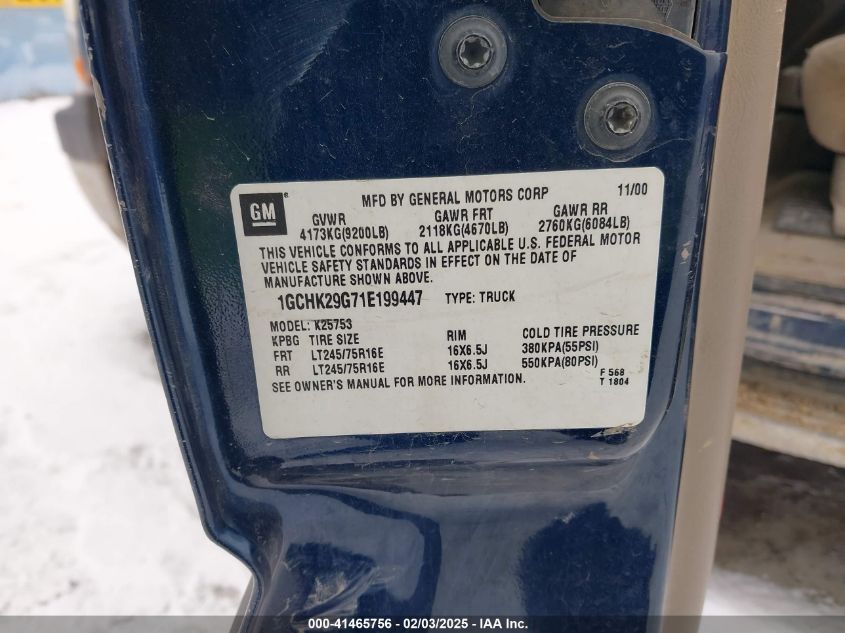 GM
MFD BY GENERAL MOTORS CORP 11/00
GVWR GAWR FRT GAWR RR
4173KG(9200LB) 2118KG(4670LB) 2760KG(6084LB)
THIS VEHICLE CONFORMS TO ALL APPLICABLE U.S. FEDERAL MOTOR
VEHICLE SAFETY STANDARDS IN EFFECT ON THE DATE OF
MANUFACTURE SHOWN ABOVE.
1GCHK29G71E199447 TYPE: TRUCK
MODEL: K25753
KPBG TIRE SIZE RIM COLD TIRE PRESSURE
FRT LT245/75R16E 16X6.5J 380KPA(55PSI)
RR LT245/75R16E 16X6.5J 550KPA(80PSI)
SEE OWNER'S MANUAL FOR MORE INFORMATION.
F 568
T 1804
000-41465756 - 02/03/2025 - IAA Inc.